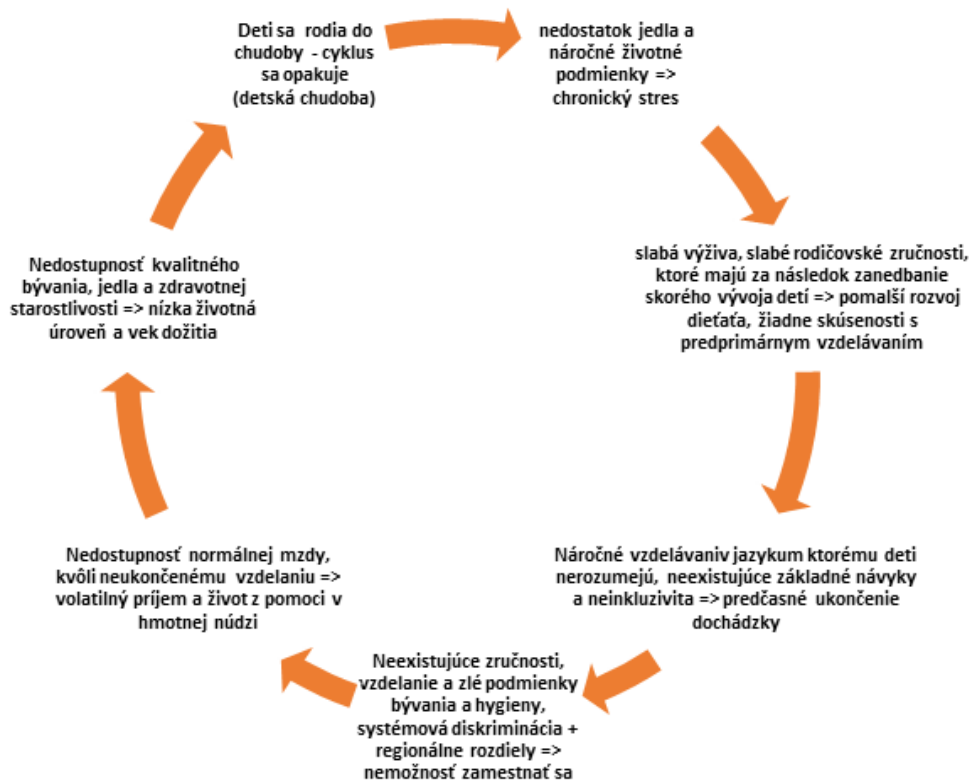 Deti sa rodia do
chudoby - cyklus
sa opakuje
(detská chudoba)
nedostatok jedla a
náročné životné
podmienky =>
chronický stres
slabá výživa, slabé rodičovské zručnosti,
ktoré majú za následok zanedbanie
skorého vývoja detí => pomalší rozvoj
dieťaťa, žiadne skúsenosti s
predprimárnym vzdelávaním
Náročné vzdelávaniv jazykum ktorému deti
nerozumejú, neexistujúce základné návyky
a neinkluzivita => predčasné ukončenie
dochádzky
Neexistujúce zručnosti,
vzdelanie a zlé podmienky
bývania a hygieny,
systémová diskriminácia +
regionálne rozdiely =>
nemožnosť zamestnať sa
Nedostupnosť normálnej mzdy,
kvôli neukončenému vzdelaniu =>
volatilný príjem a život z pomoci v
hmotnej núdzi
Nedostupnosť kvalitného
bývania, jedla a zdravotnej
starostlivosti => nízka životná
úroveň a vek dožitia